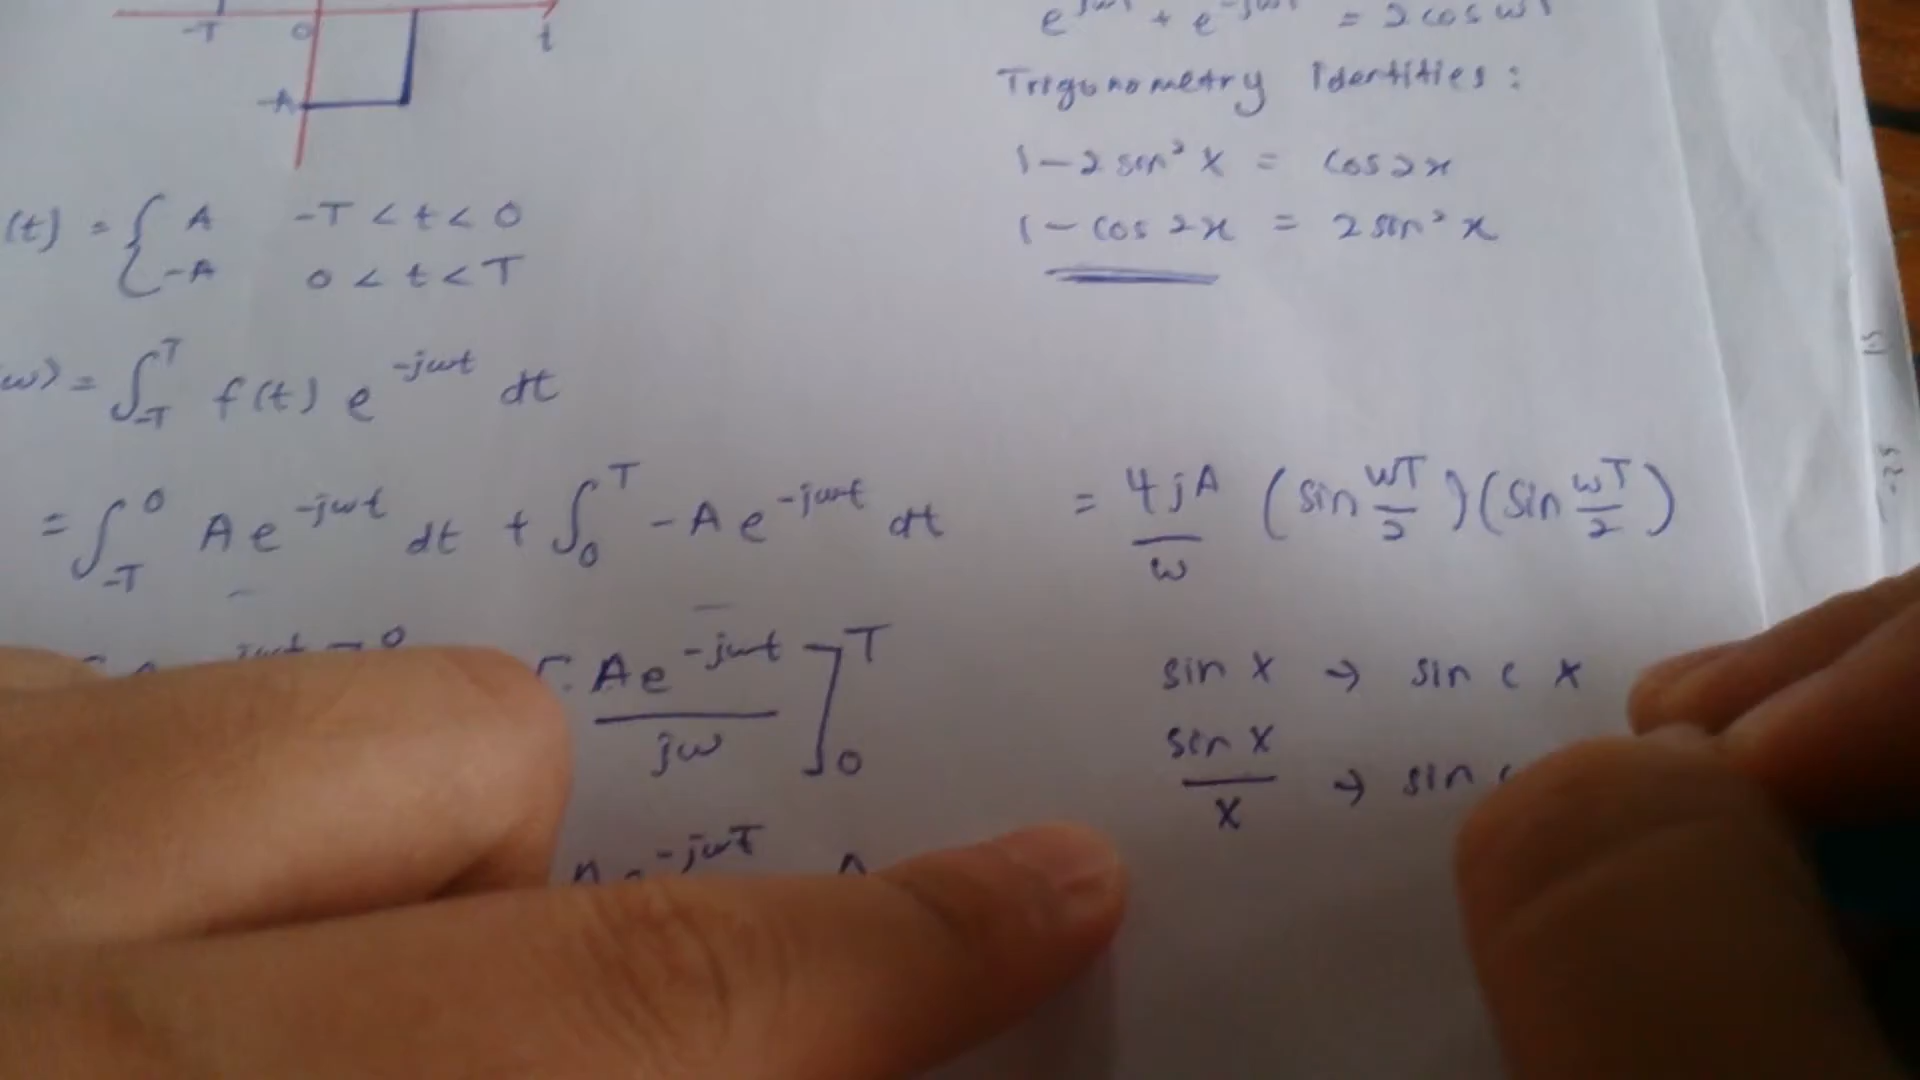 -T 0 t
-A
(t) = { A -T < t < 0
-A 0 < t < T
ω) = ∫_{-T}^{T} f(t) e^{-jωt} dt
= ∫_{-T}^{0} A e^{-jωt} dt + ∫_{0}^{T} -A e^{-jωt} dt
A e^{-jωt} / jω ]_{0}^{T}
e^{-jωT}
e^{jωT} + e^{-jωT} = 2 cos ωT
Trigonometry Identities :
1 - 2 sin² x = cos 2x
1 - cos 2x = 2 sin² x
= 4jA / ω (sin ωT/2) (sin ωT/2)
sin x → sin c x
sin x / x → sin c